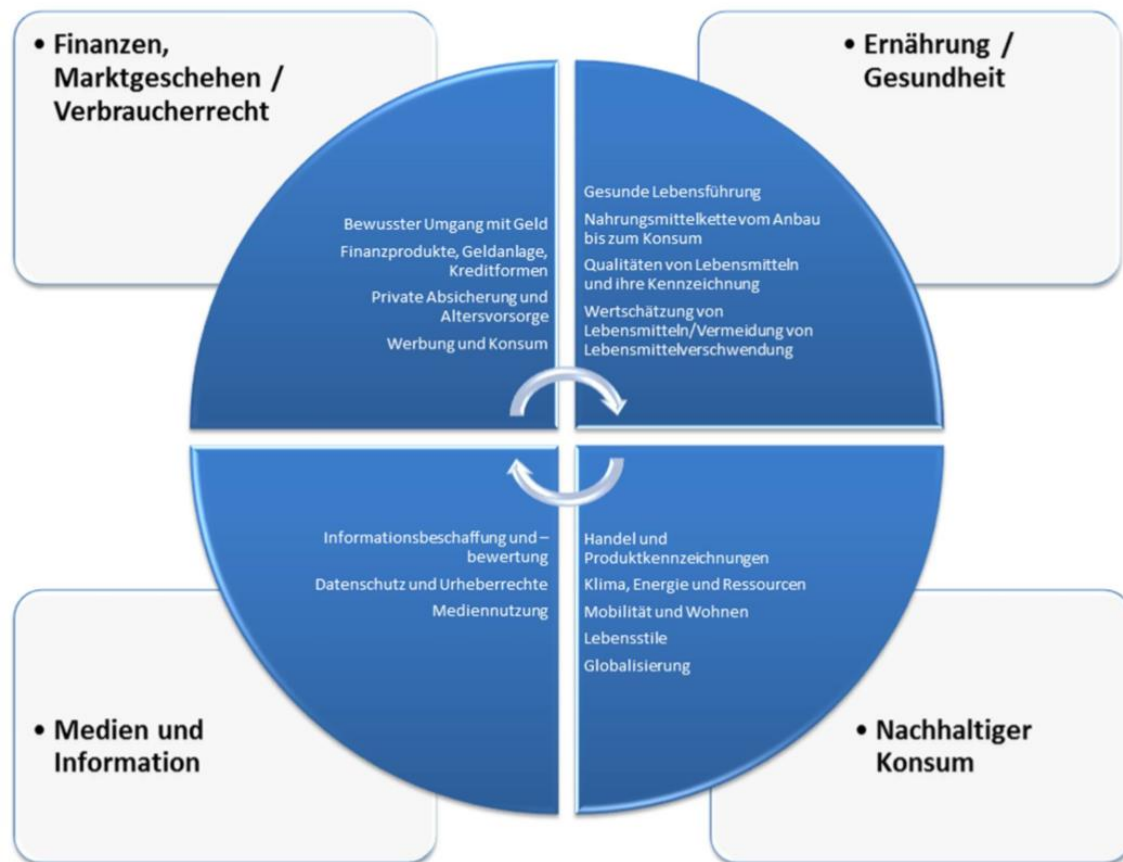 • Finanzen,
Marktgeschehen /
Verbraucherrecht
Bewusster Umgang mit Geld
Finanzprodukte, Geldanlage,
Kreditformen
Private Absicherung und
Altersvorsorge
Werbung und Konsum
• Ernährung /
Gesundheit
Gesunde Lebensführung
Nahrungsmittelkette vom Anbau
bis zum Konsum
Qualitäten von Lebensmitteln
und ihre Kennzeichnung
Wertschätzung von
Lebensmitteln/Vermeidung von
Lebensmittelverschwendung
Informationsbeschaffung und –
bewertung
Datenschutz und Urheberrechte
Mediennutzung
• Medien und
Information
Handel und
Produktkennzeichnungen
Klima, Energie und Ressourcen
Mobilität und Wohnen
Lebensstile
Globalisierung
• Nachhaltiger
Konsum